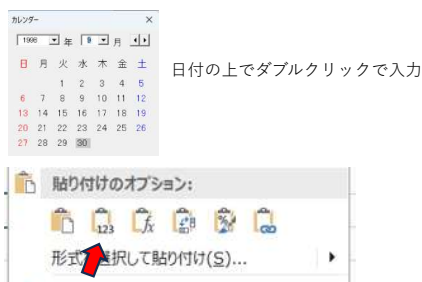 カレンダー ×
1998 年 9 月
日 月 火 水 木 金 土
1 2 3 4 5
6 7 8 9 10 11 12
13 14 15 16 17 18 19
20 21 22 23 24 25 26
27 28 29 30
日付の上でダブルクリックで入力
貼り付けのオプション:
123 fx %
形式を選択して貼り付け(S)...